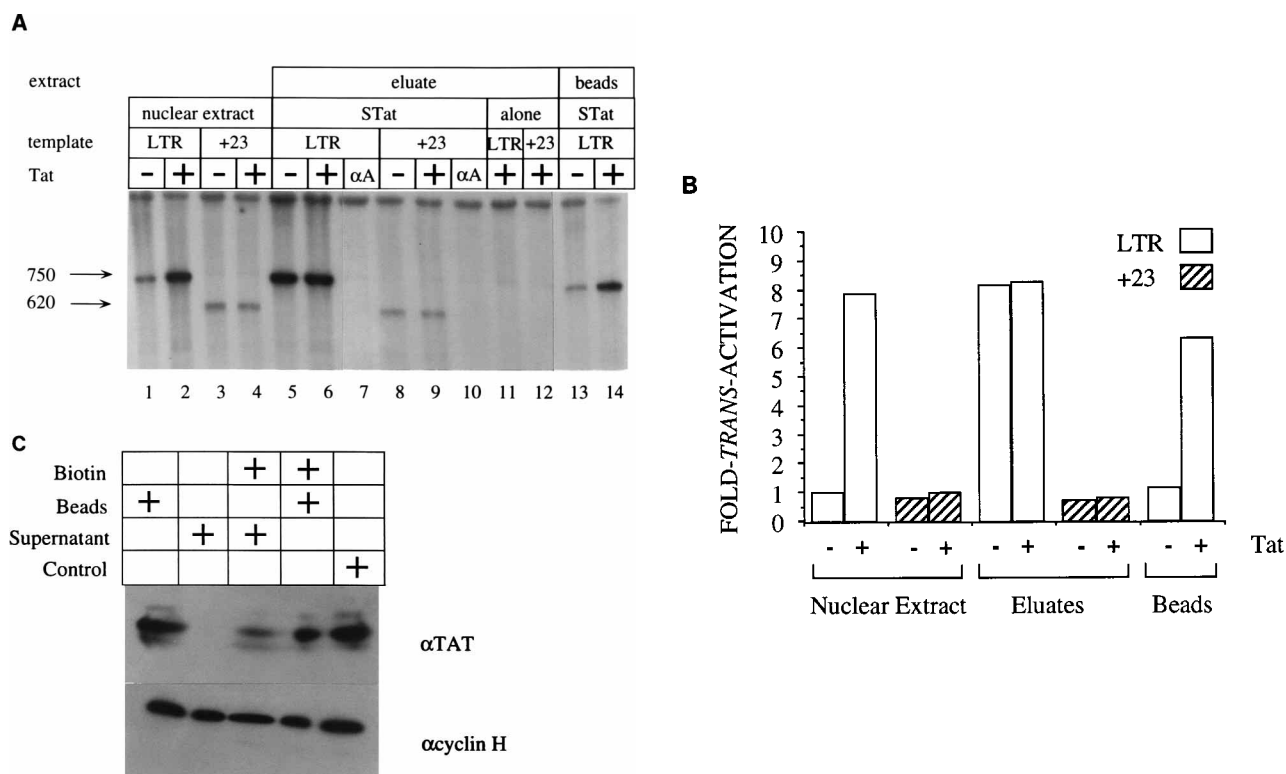 A
extract eluate beads
nuclear extract STat alone STat
template LTR +23 LTR +23 LTR +23 LTR
Tat - + - + - + αA - + αA + + - +
750
620
1 2 3 4 5 6 7 8 9 10 11 12 13 14
B
FOLD-TRANS-ACTIVATION
10
9
8
7
6
5
4
3
2
1
0
LTR
+23
- + - + - + - + - + Tat
Nuclear Extract Eluates Beads
C
Biotin + +
Beads + +
Supernatant + +
Control +
αTAT
αcyclin H